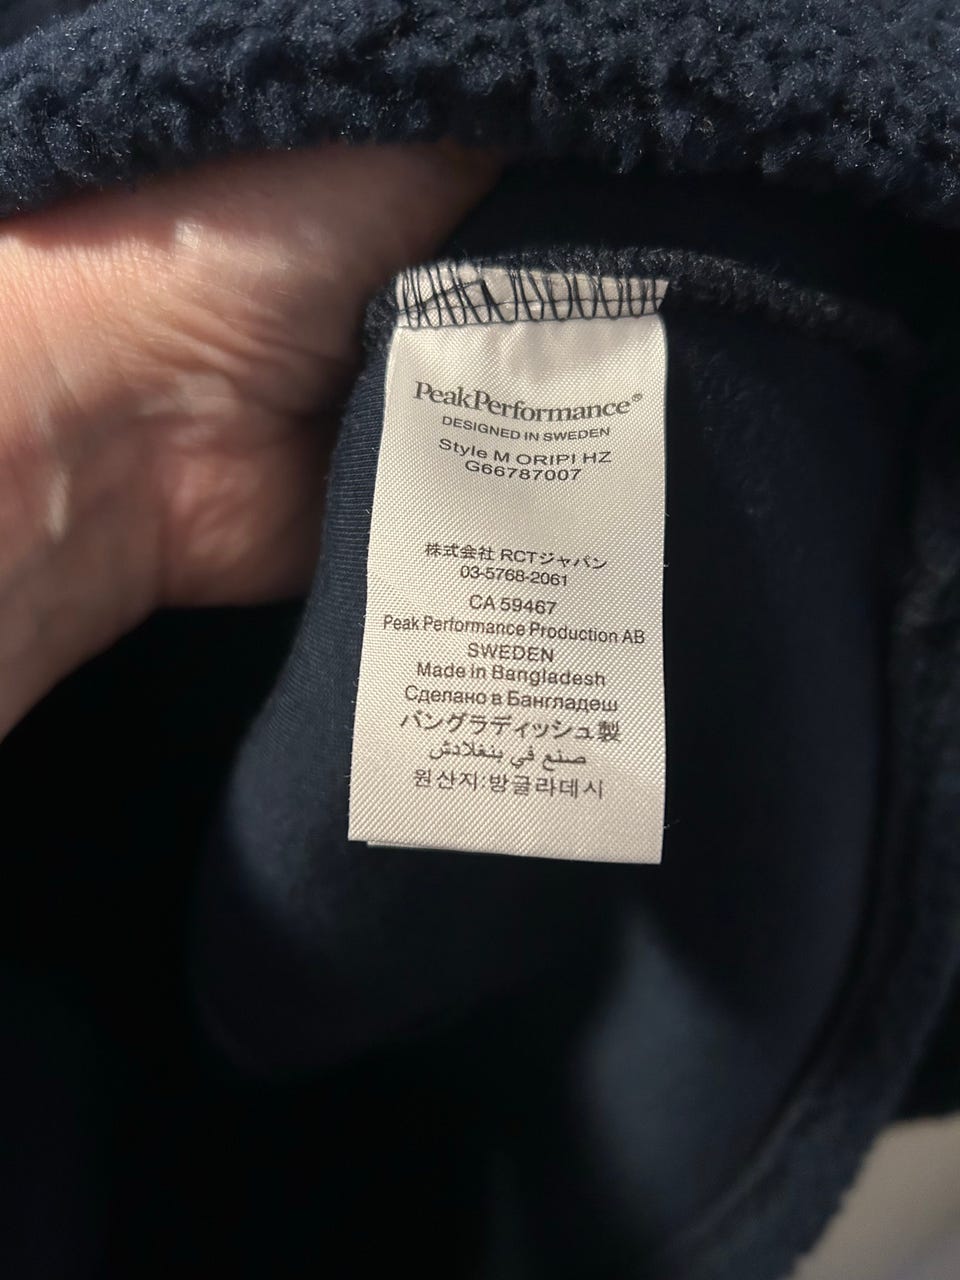 PeakPerformance®
DESIGNED IN SWEDEN
Style M ORIPI HZ
G66787007
株式会社 RCTジャパン
03-5768-2061
CA 59467
Peak Performance Production AB
SWEDEN
Made in Bangladesh
Сделано в Бангладеш
バングラディッシュ製
صنع في بنغلادش
원산지:방글라데시